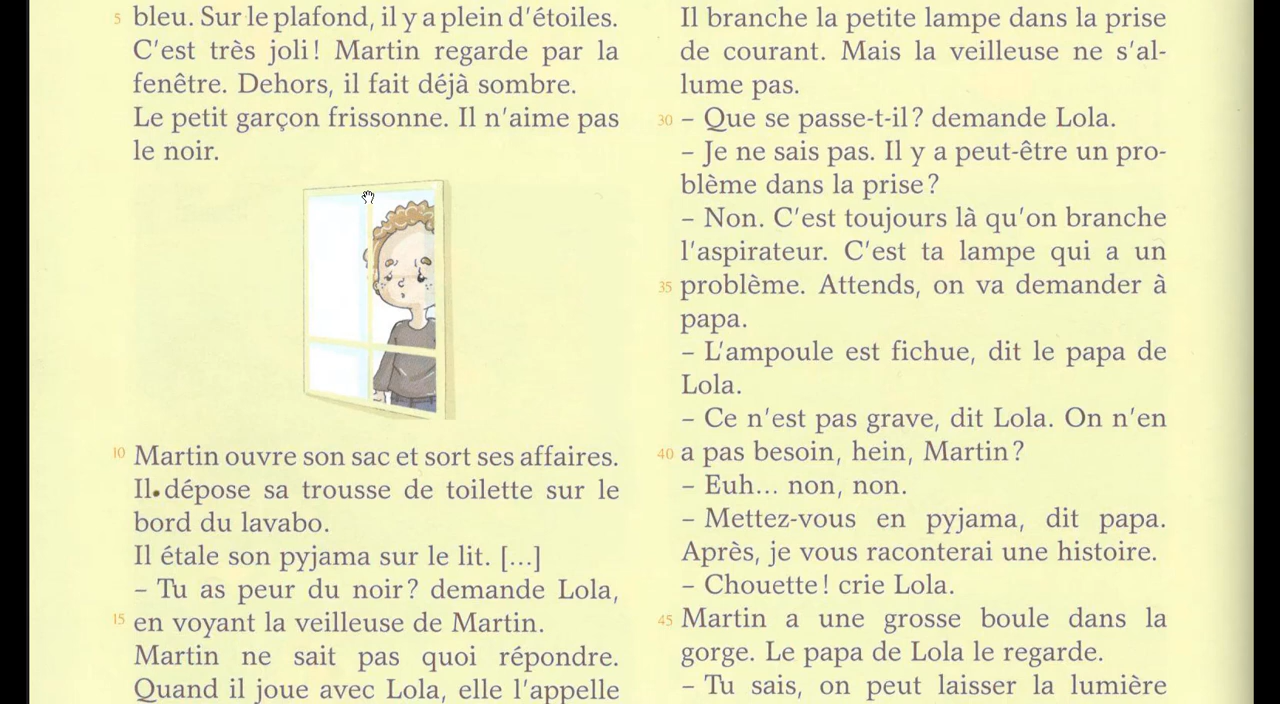 5 bleu. Sur le plafond, il y a plein d'étoiles.
C'est très joli ! Martin regarde par la
fenêtre. Dehors, il fait déjà sombre.
Le petit garçon frissonne. Il n'aime pas
le noir.
10 Martin ouvre son sac et sort ses affaires.
Il dépose sa trousse de toilette sur le
bord du lavabo.
Il étale son pyjama sur le lit. [...]
– Tu as peur du noir ? demande Lola,
15 en voyant la veilleuse de Martin.
Martin ne sait pas quoi répondre.
Quand il joue avec Lola, elle l'appelle
Il branche la petite lampe dans la prise
de courant. Mais la veilleuse ne s'al-
lume pas.
30 – Que se passe-t-il ? demande Lola.
– Je ne sais pas. Il y a peut-être un pro-
blème dans la prise ?
– Non. C'est toujours là qu'on branche
l'aspirateur. C'est ta lampe qui a un
35 problème. Attends, on va demander à
papa.
– L'ampoule est fichue, dit le papa de
Lola.
– Ce n'est pas grave, dit Lola. On n'en
40 a pas besoin, hein, Martin ?
– Euh... non, non.
– Mettez-vous en pyjama, dit papa.
Après, je vous raconterai une histoire.
– Chouette ! crie Lola.
45 Martin a une grosse boule dans la
gorge. Le papa de Lola le regarde.
– Tu sais, on peut laisser la lumière